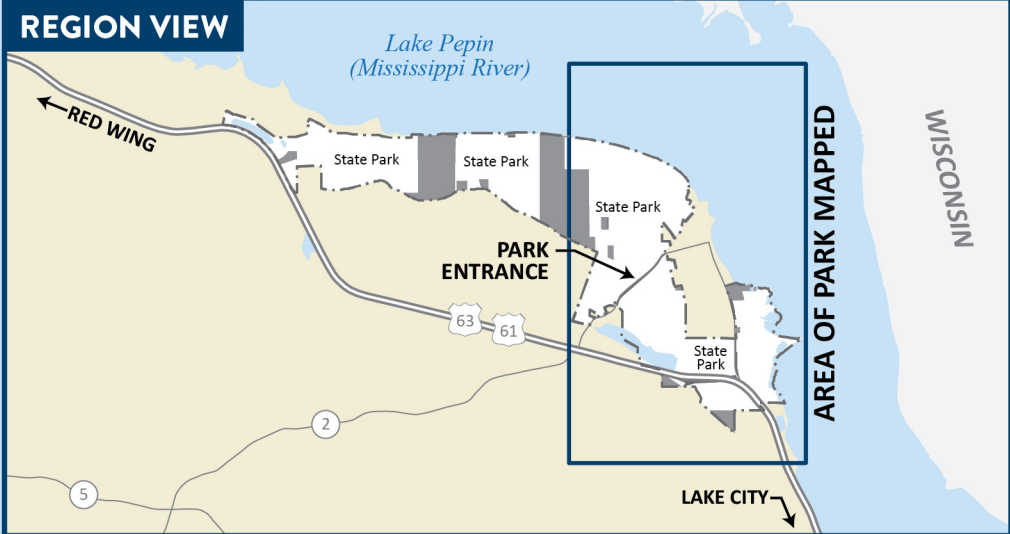 REGION VIEW
Lake Pepin
(Mississippi River)
RED WING
State Park
State Park
State Park
WISCONSIN
AREA OF PARK MAPPED
PARK
ENTRANCE
63
61
State
Park
2
5
LAKE CITY